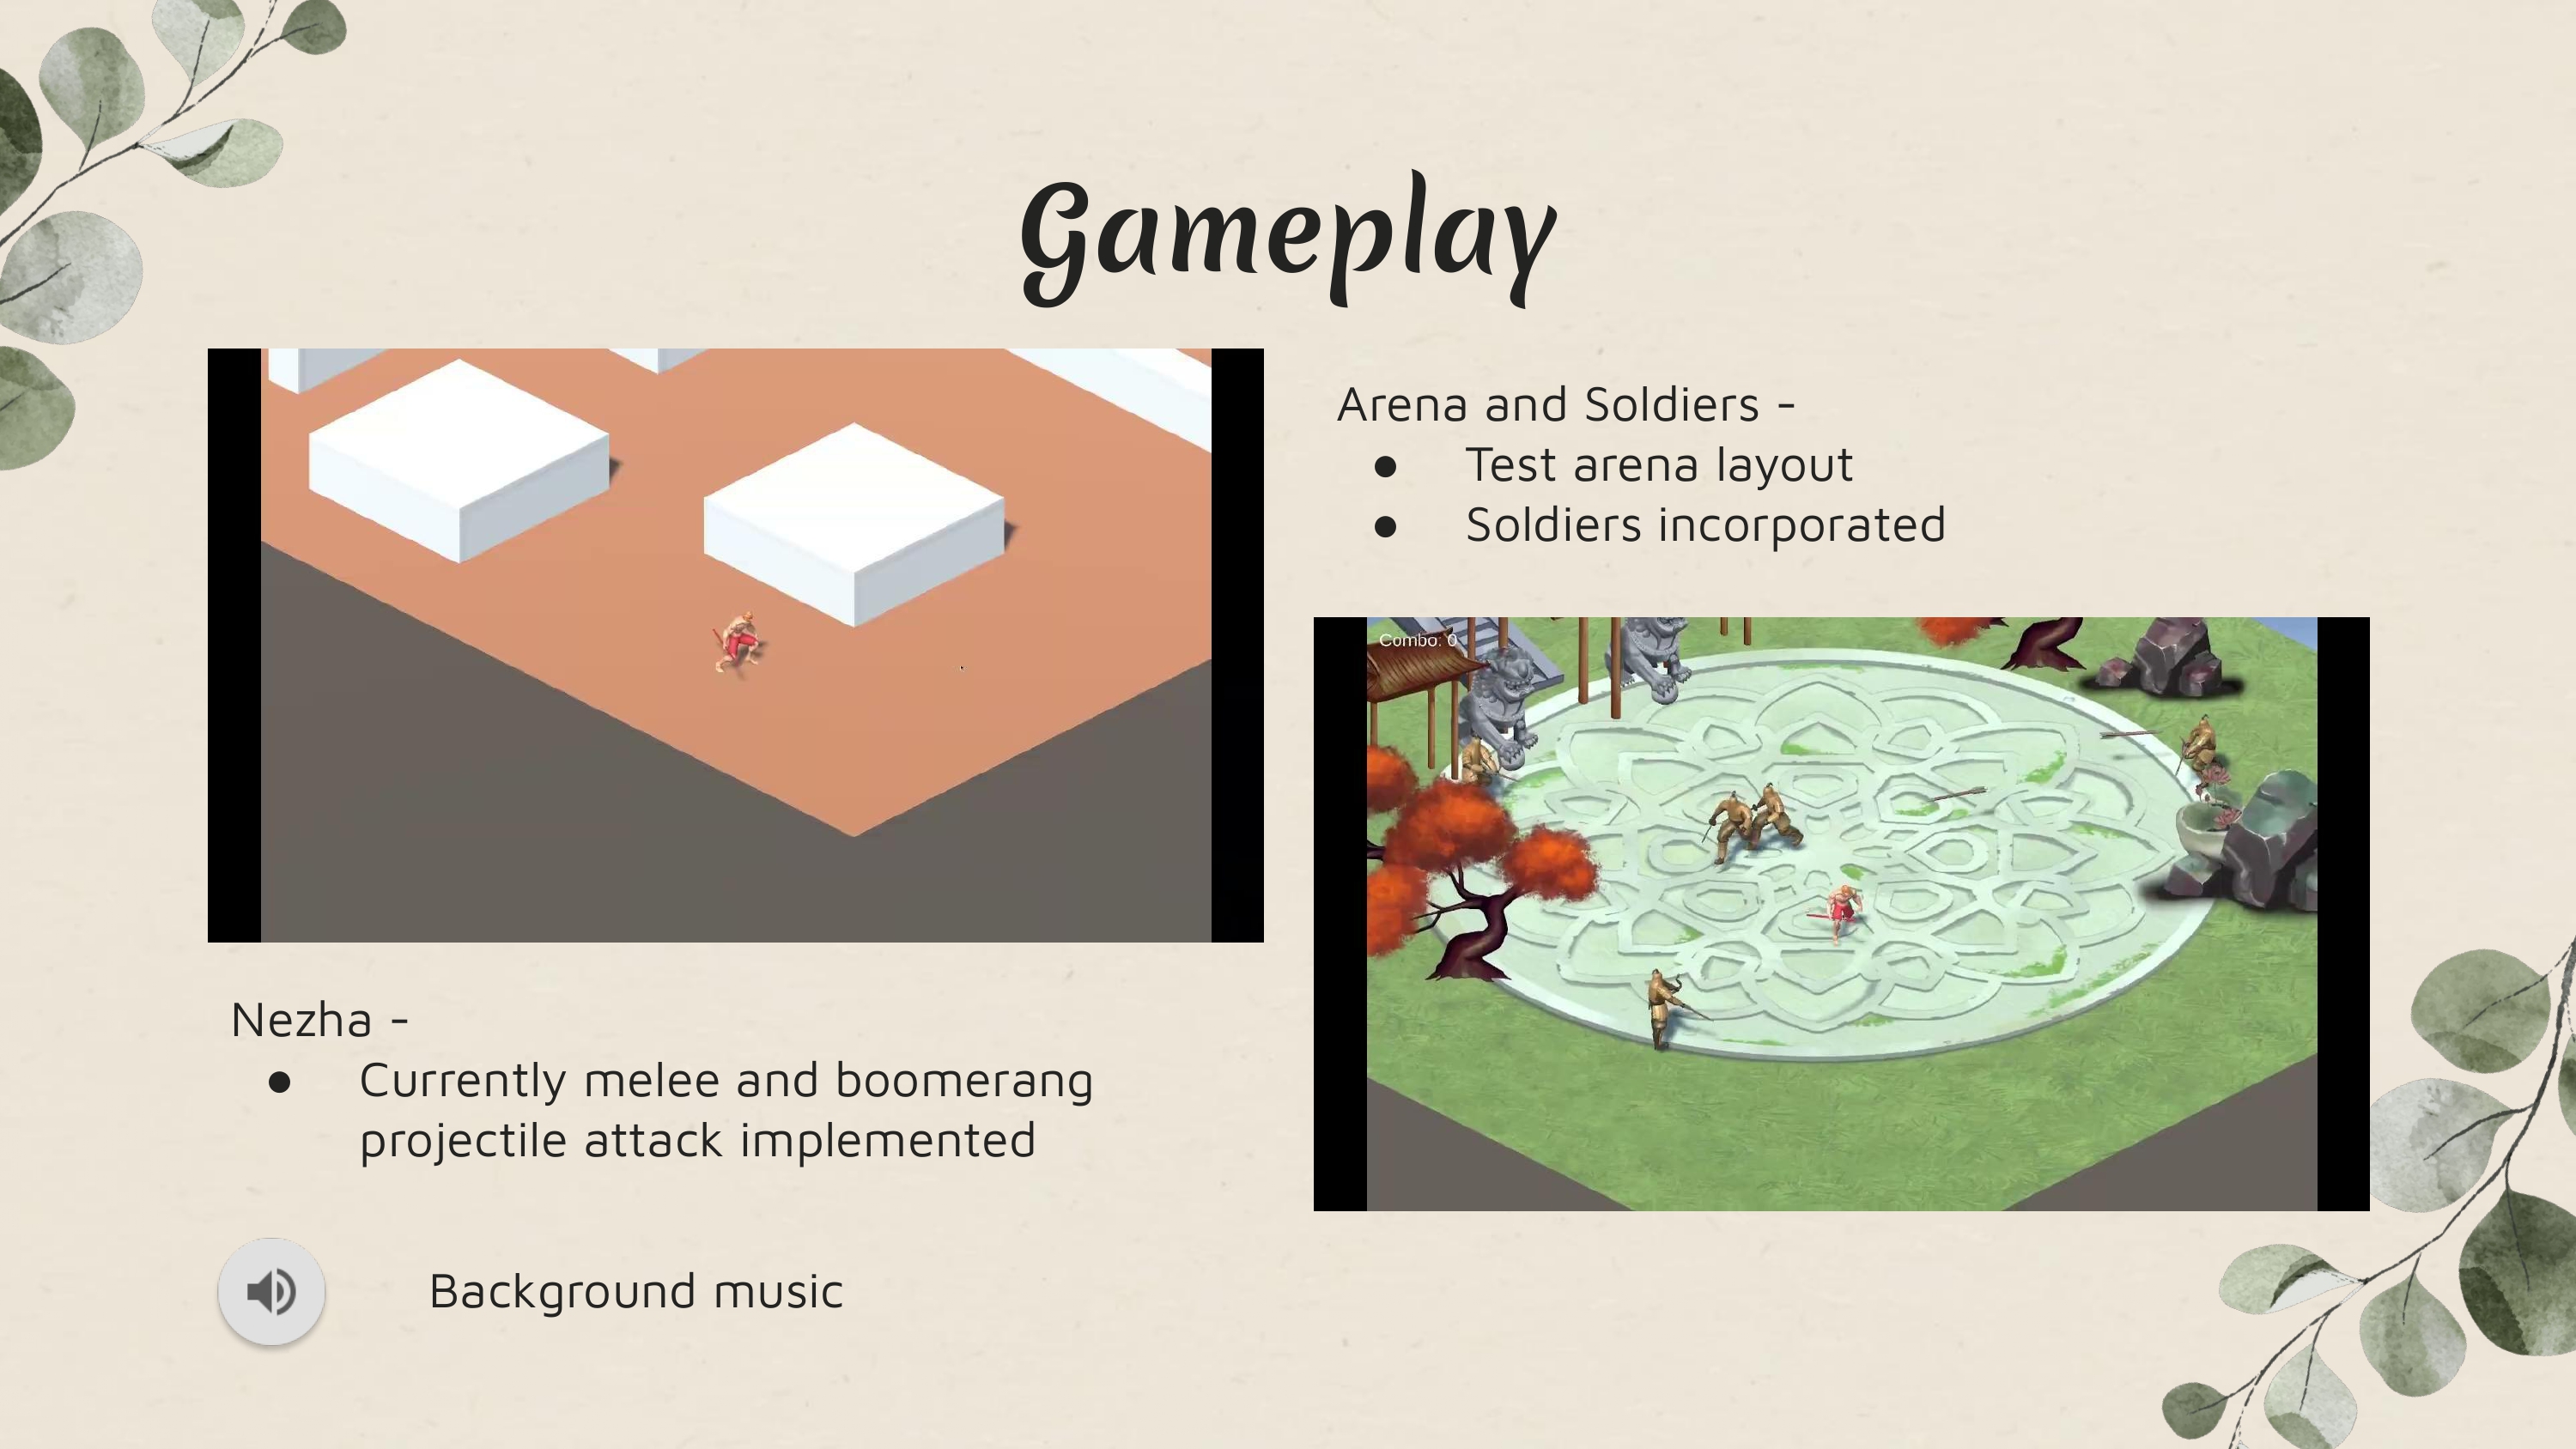 Gameplay
Arena and Soldiers -
● Test arena layout
● Soldiers incorporated
Combo: 0
Nezha -
● Currently melee and boomerang
projectile attack implemented
Background music